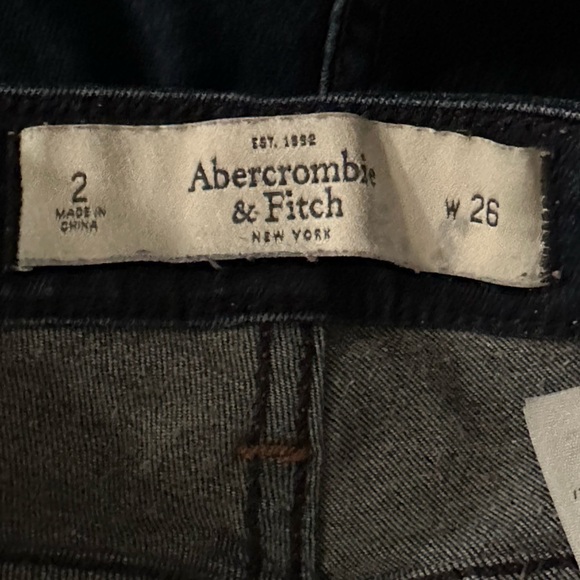 EST. 1892
Abercrombie
& Fitch
NEW YORK
2
MADE IN
CHINA
W 26